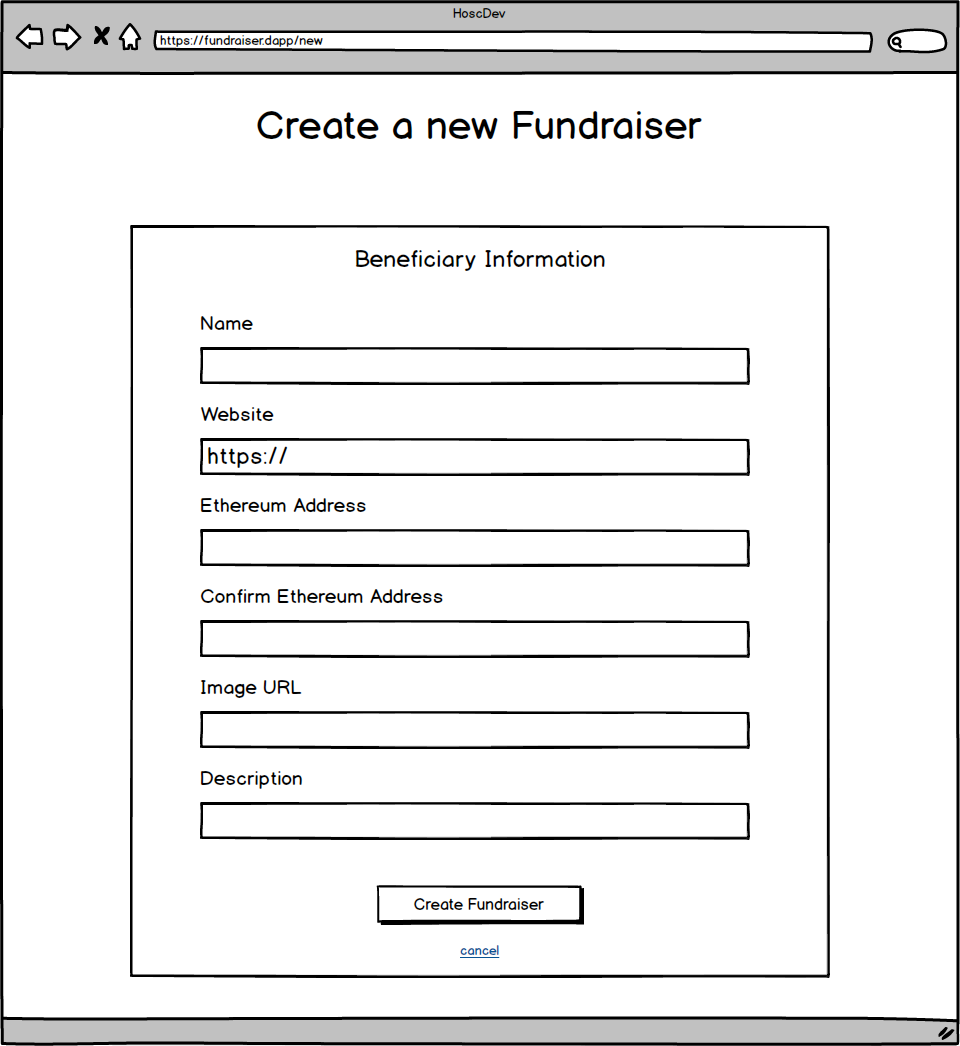 HoscDev
https://fundraiser.dapp/new
Create a new Fundraiser
Beneficiary Information
Name
Website
https://
Ethereum Address
Confirm Ethereum Address
Image URL
Description
Create Fundraiser
cancel